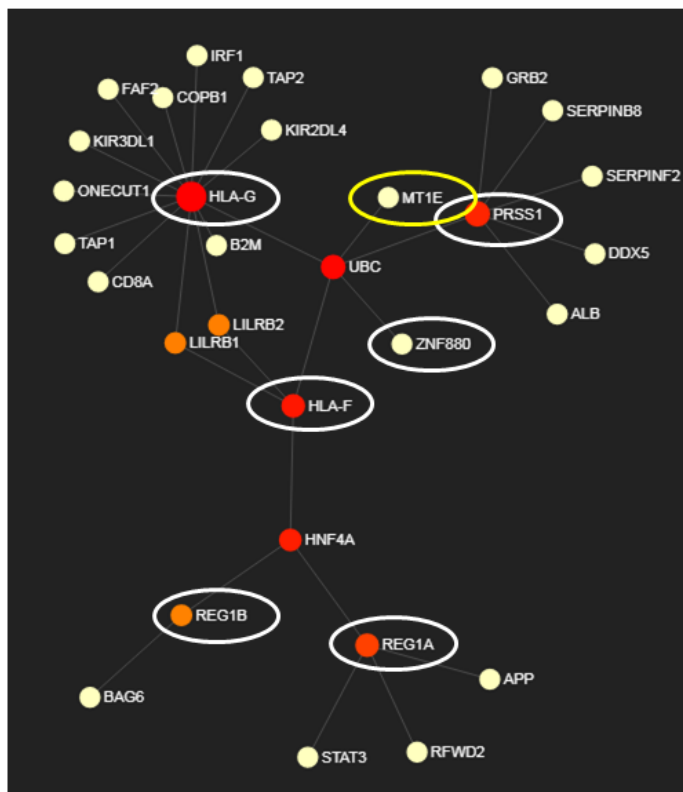 IRF1
FAF2
COPB1
TAP2
GRB2
SERPINB8
KIR3DL1
KIR2DL4
ONECUT1
HLA-G
MT1E
SERPINF2
PRSS1
TAP1
B2M
DDX5
CD8A
UBC
ALB
LILRB2
LILRB1
ZNF880
HLA-F
HNF4A
REG1B
REG1A
APP
BAG6
STAT3
RFWD2